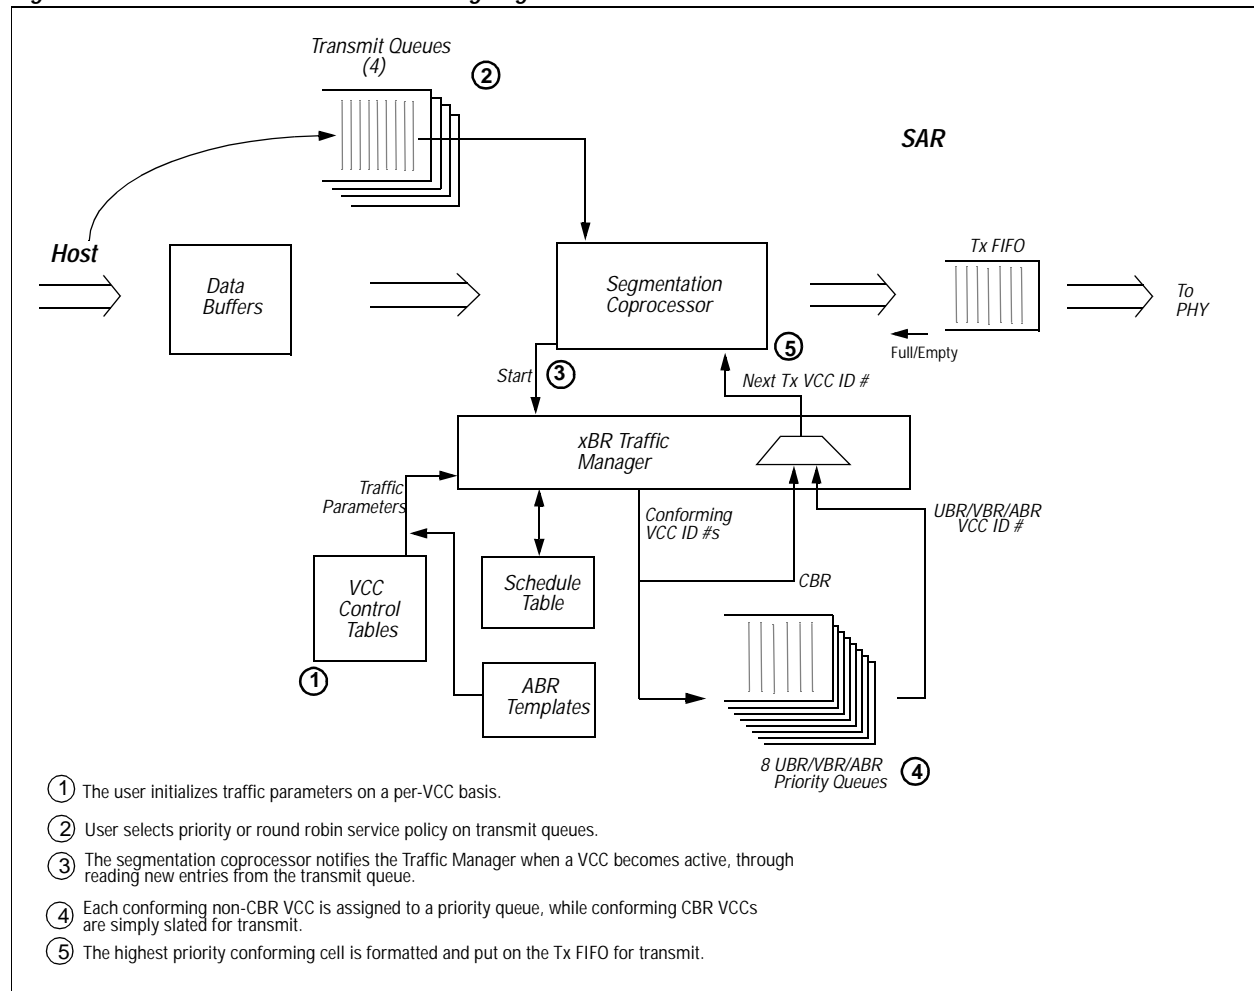 Transmit Queues
(4)
2
SAR
Host
Data
Buffers
Segmentation
Coprocessor
Tx FIFO
To
PHY
Full/Empty
5
Start
3
Next Tx VCC ID #
xBR Traffic
Manager
Traffic
Parameters
Conforming
VCC ID #s
UBR/VBR/ABR
VCC ID #
CBR
VCC
Control
Tables
Schedule
Table
1
ABR
Templates
8 UBR/VBR/ABR
Priority Queues
4
1 The user initializes traffic parameters on a per-VCC basis.
2 User selects priority or round robin service policy on transmit queues.
3 The segmentation coprocessor notifies the Traffic Manager when a VCC becomes active, through
reading new entries from the transmit queue.
4 Each conforming non-CBR VCC is assigned to a priority queue, while conforming CBR VCCs
are simply slated for transmit.
5 The highest priority conforming cell is formatted and put on the Tx FIFO for transmit.